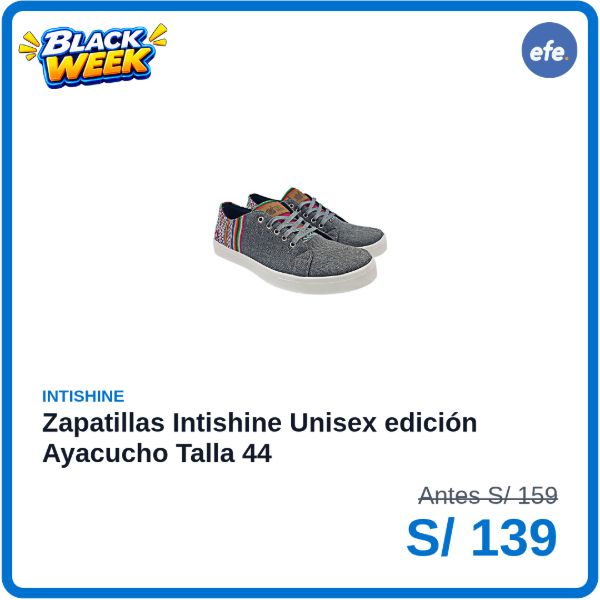 BLACK
WEEK
efe.
INTISHINE
Zapatillas Intishine Unisex edición
Ayacucho Talla 44
Antes S/ 159
S/ 139